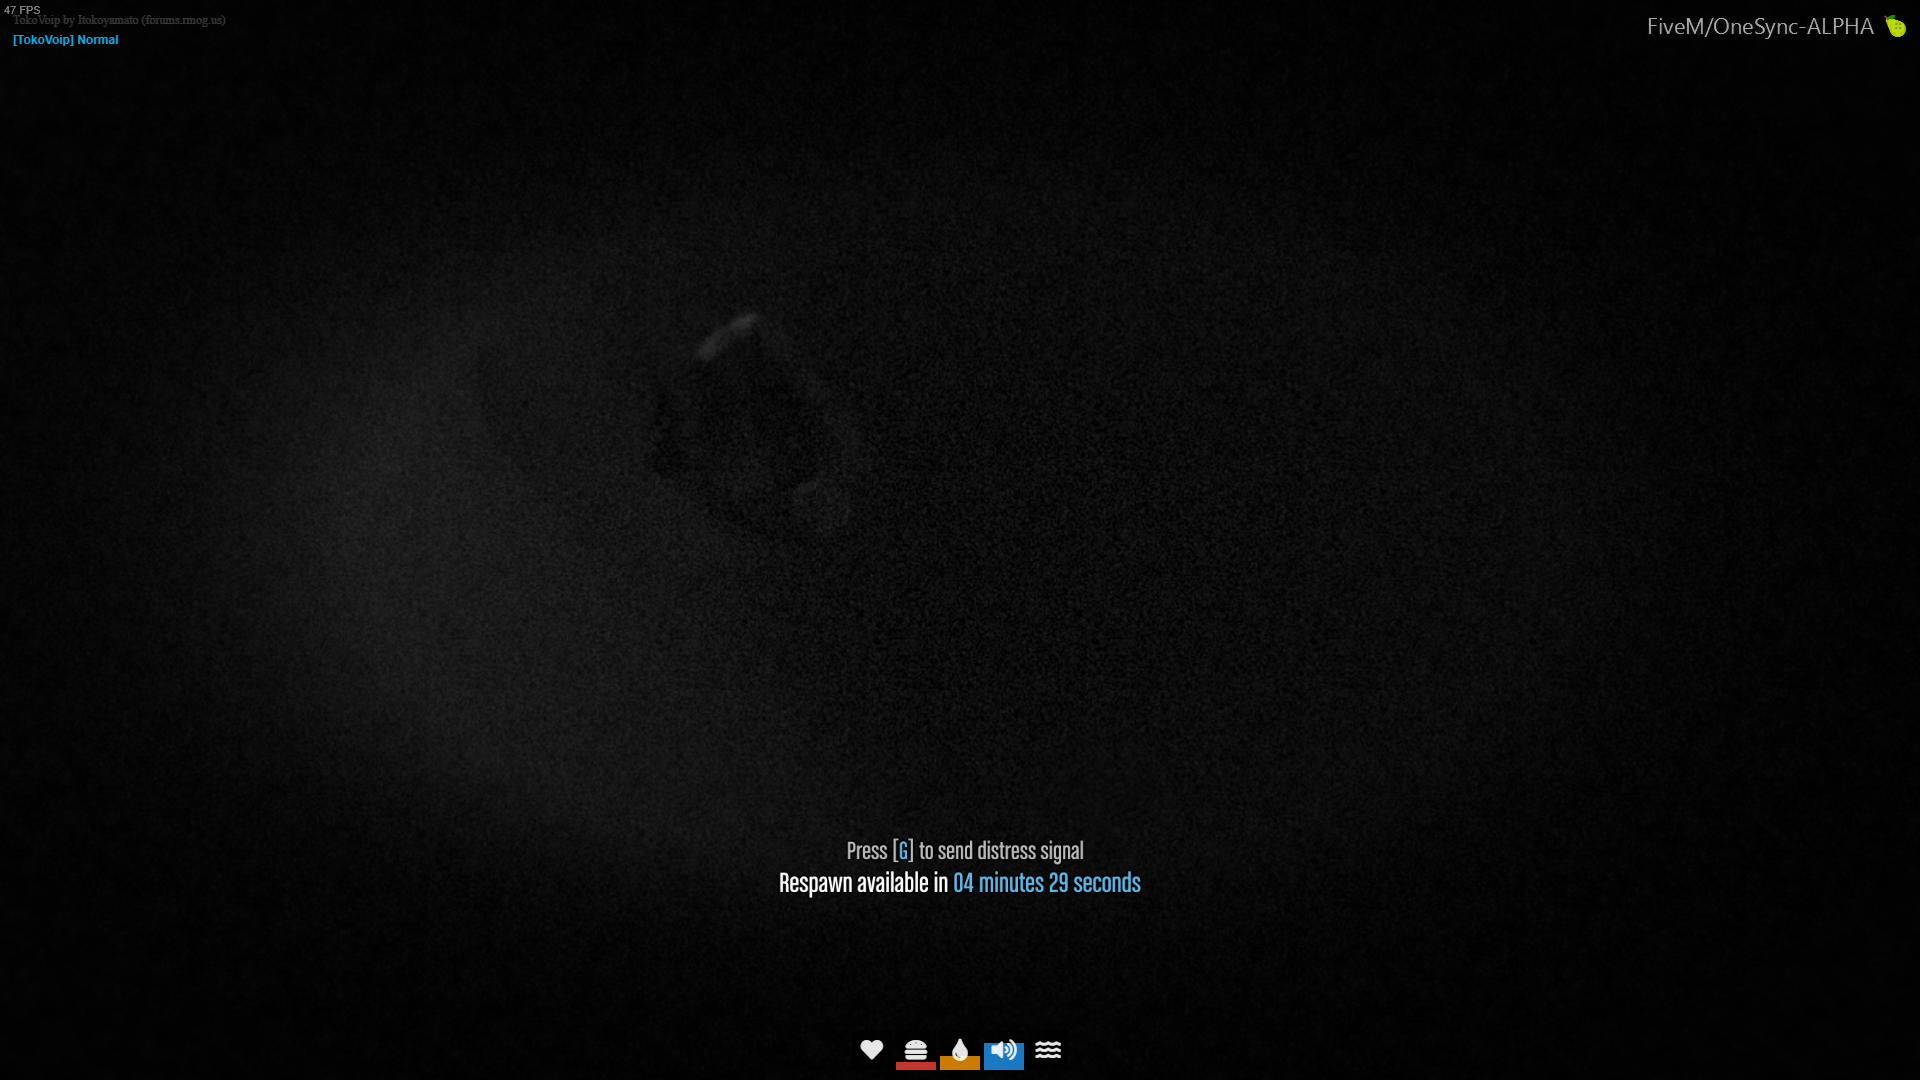 47 FPS
TokoVoip by Itokoyamato (forums.rmog.us)
[TokoVoip] Normal
FiveM/OneSync-ALPHA
Press [G] to send distress signal
Respawn available in 04 minutes 29 seconds